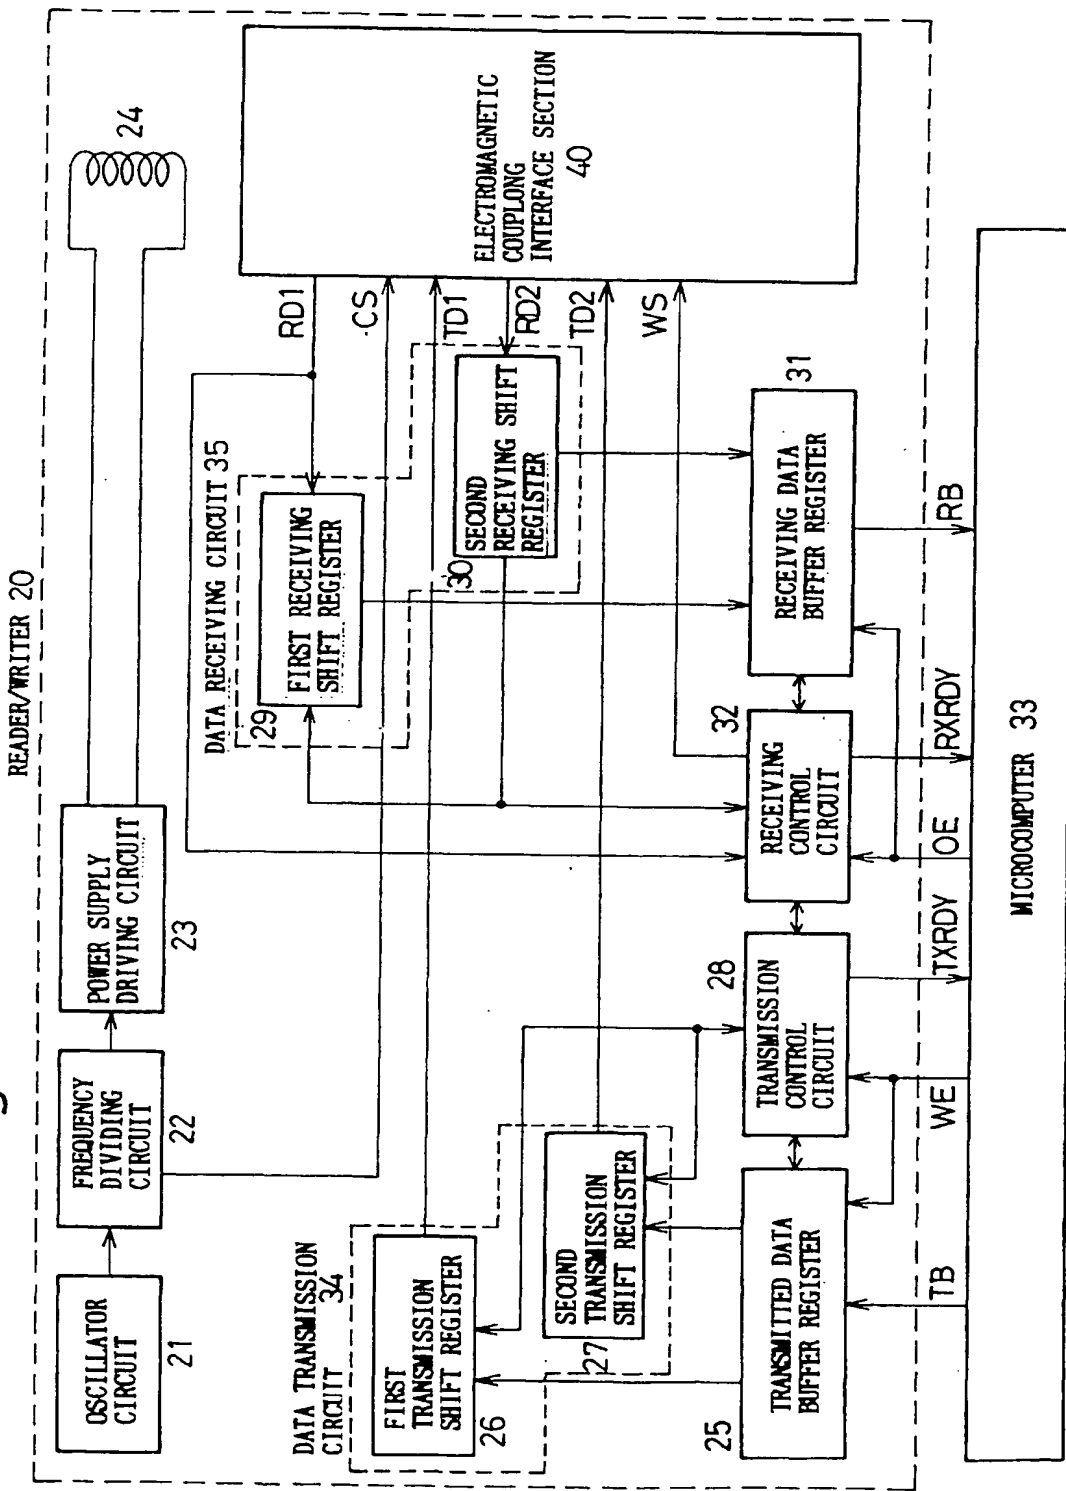 READER/WRITER 20
OSCILLATOR
CIRCUIT
21
FREQUENCY
DIVIDING
CIRCUIT
22
POWER SUPPLY
DRIVING CIRCUIT
23
24
DATA TRANSMISSION
CIRCUIT 34
FIRST
TRANSMISSION
SHIFT REGISTER
26
SECOND
TRANSMISSION
SHIFT REGISTER
27
DATA RECEIVING CIRCUIT 35
FIRST RECEIVING
SHIFT REGISTER
29
SECOND
RECEIVING SHIFT
REGISTER
30
RD1
CS
TD1
RD2
TD2
WS
ELECTROMAGNETIC
COUPLONG
INTERFACE SECTION
40
TRANSMITTED DATA
BUFFER REGISTER
25
TRANSMISSION
CONTROL
CIRCUIT
28
RECEIVING
CONTROL
CIRCUIT
32
RECEIVING DATA
BUFFER REGISTER
31
TB
WE
TXRDY
OE
RXRDY
RB
MICROCOMPUTER 33